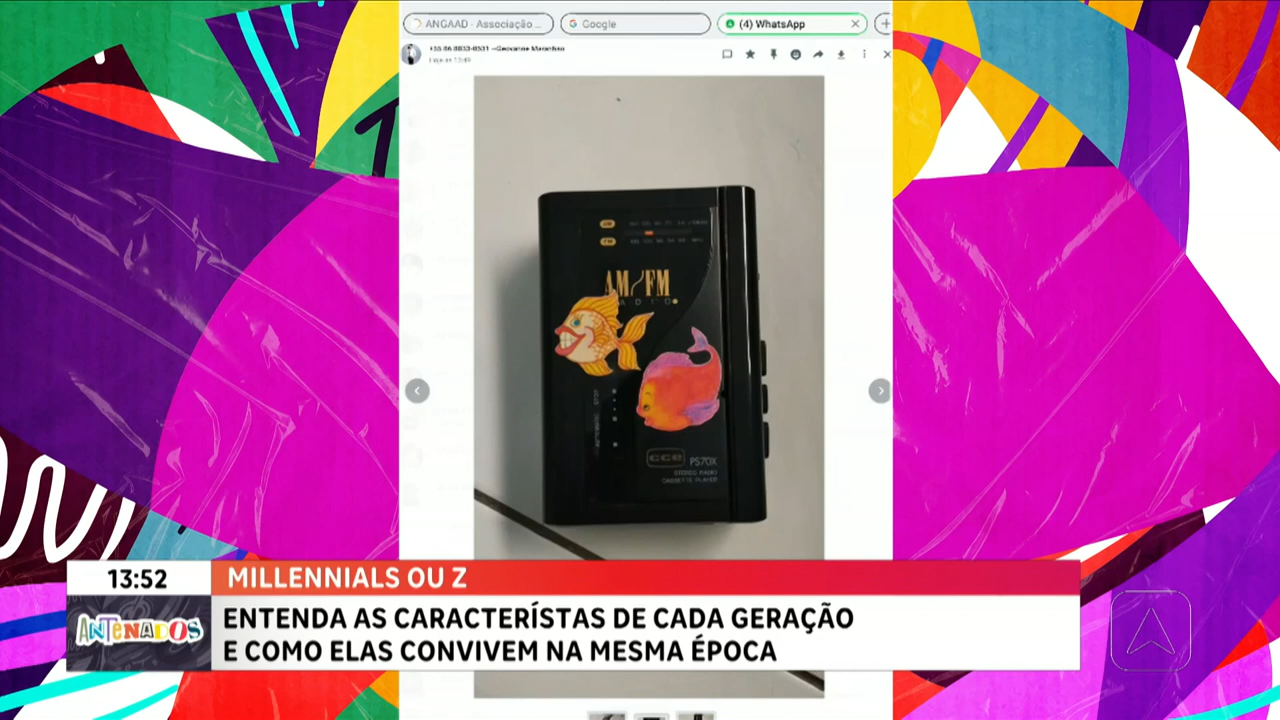 ANGAAD - Associação ...
Google
(4) WhatsApp
AM/FM
RADIO
cce
PS70X
STEREO RADIO
CASSETTE PLAYER
13:52
MILLENNIALS OU Z
ANTENADOS
ENTENDA AS CARACTERÍSTAS DE CADA GERAÇÃO
E COMO ELAS CONVIVEM NA MESMA ÉPOCA